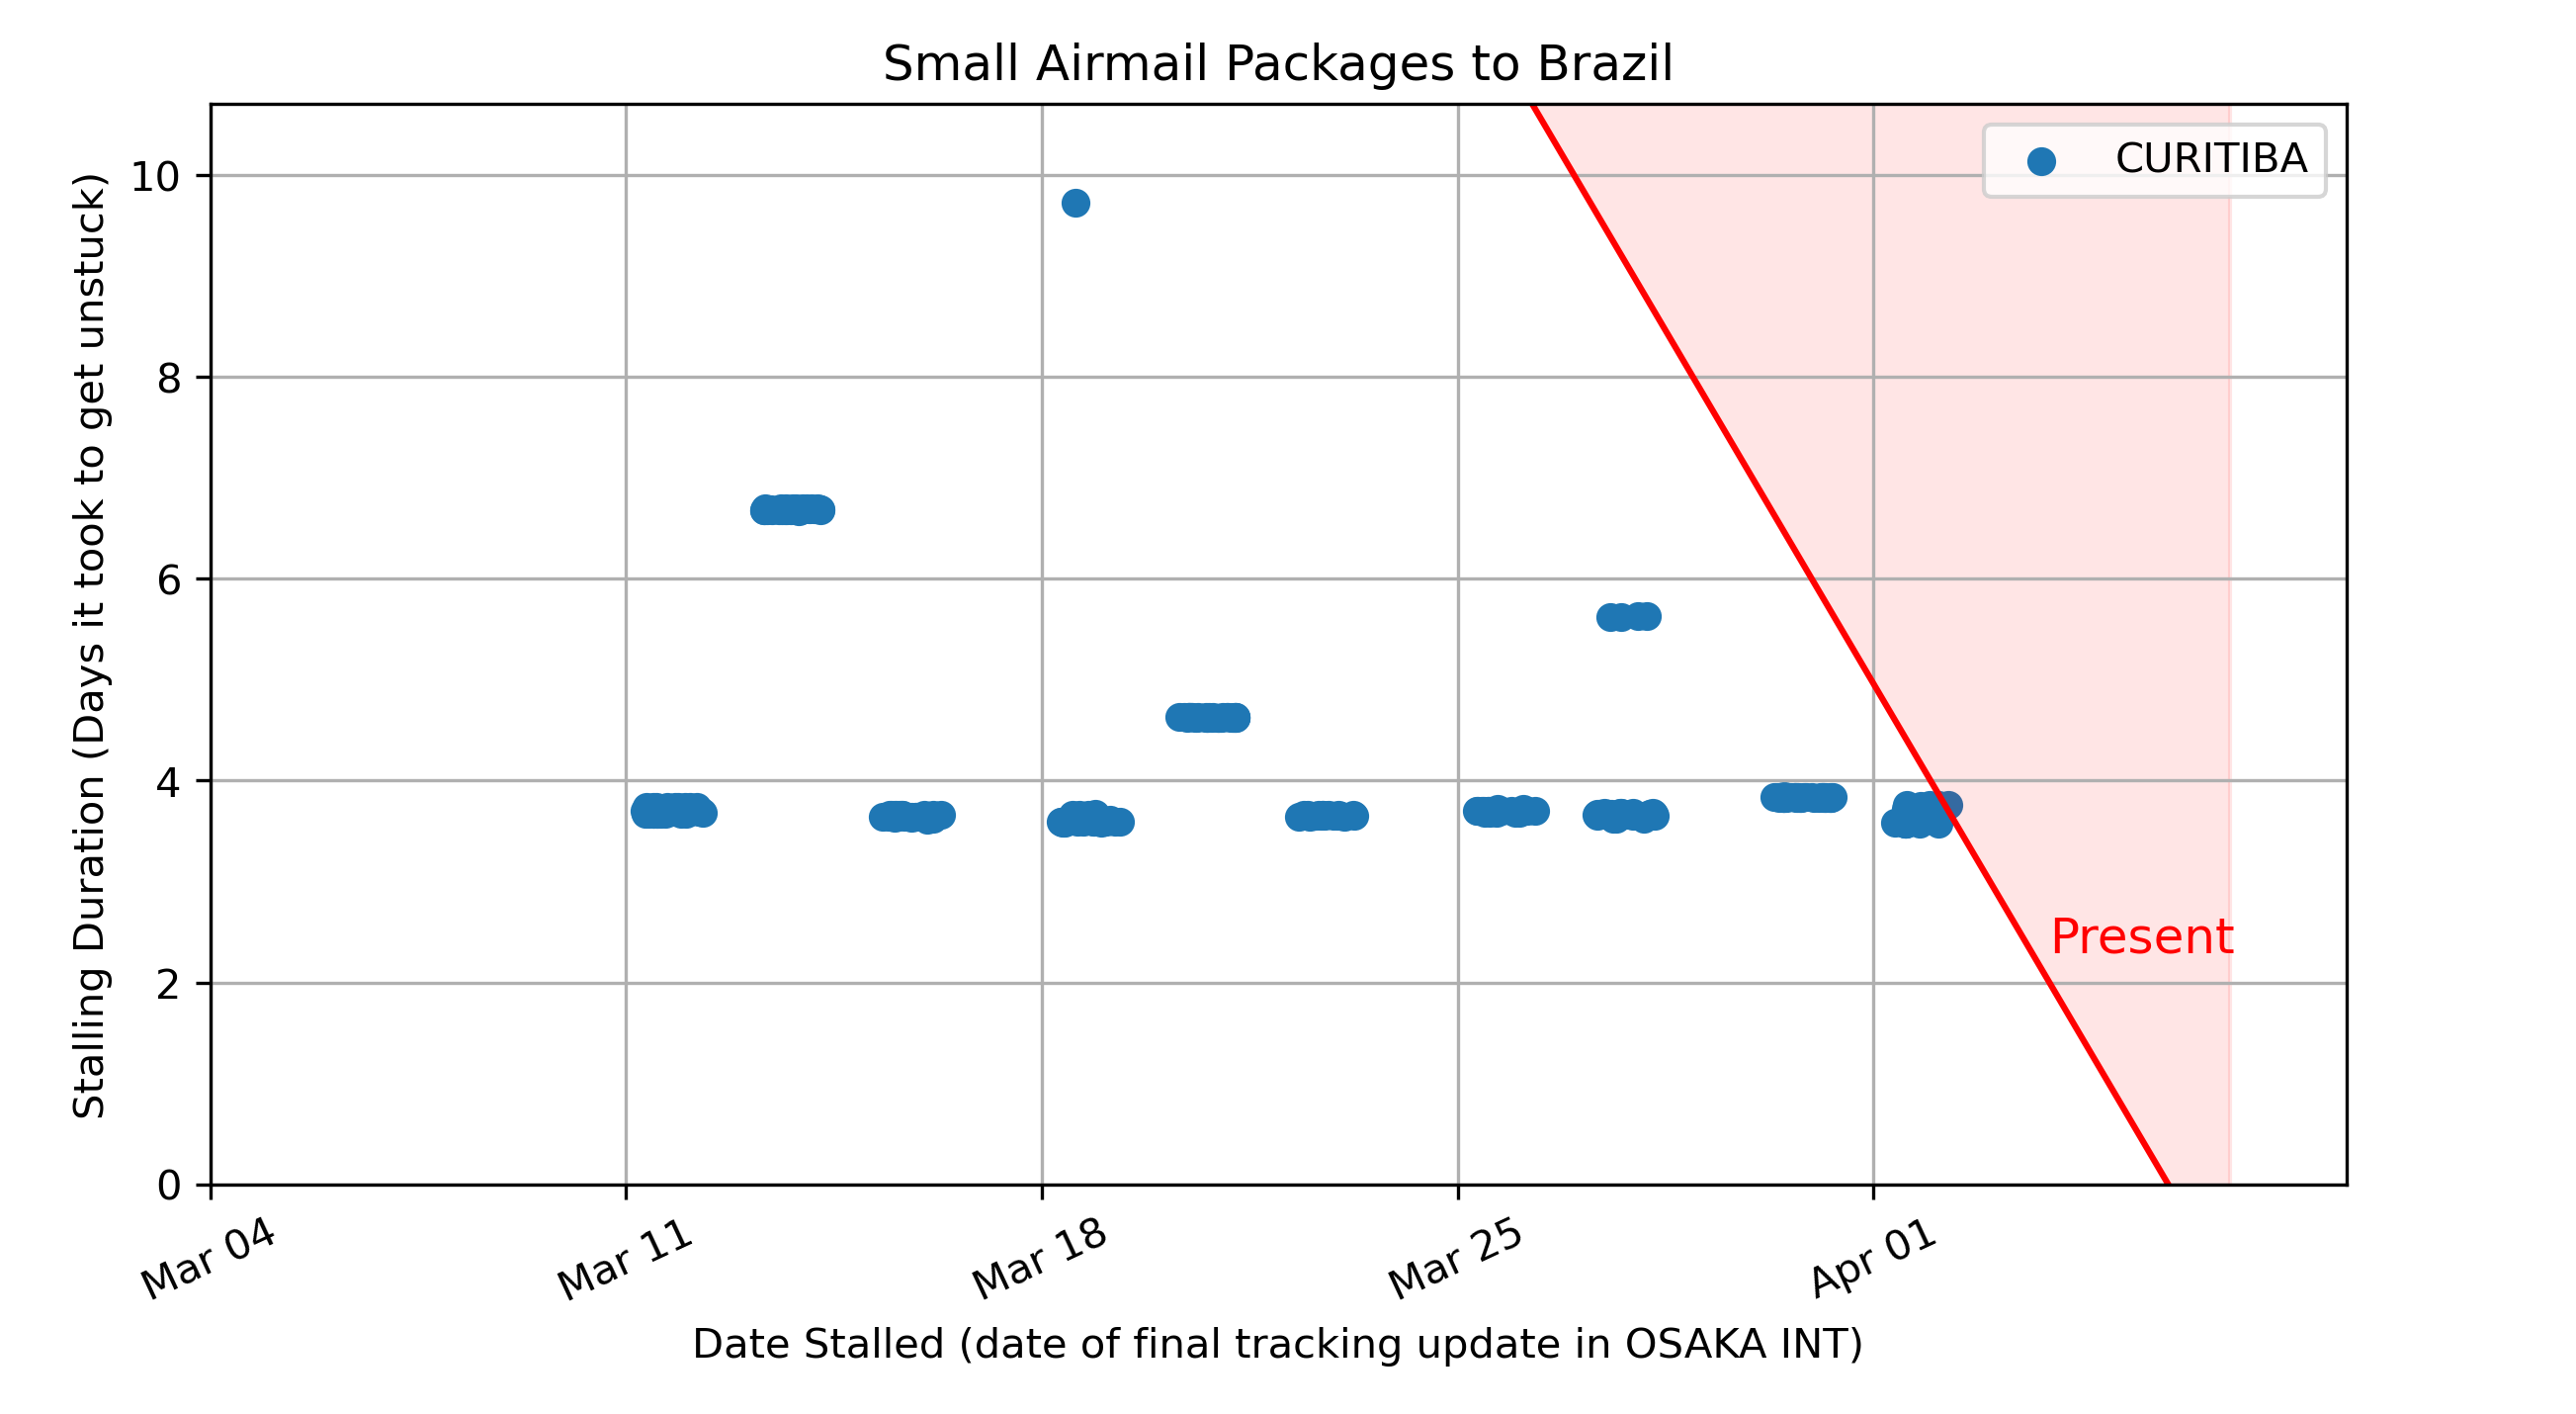 Small Airmail Packages to Brazil
CURITIBA
Stalling Duration (Days it took to get unstuck)
10
8
6
4
2
0
Present
Mar 04
Mar 11
Mar 18
Mar 25
Apr 01
Date Stalled (date of final tracking update in OSAKA INT)